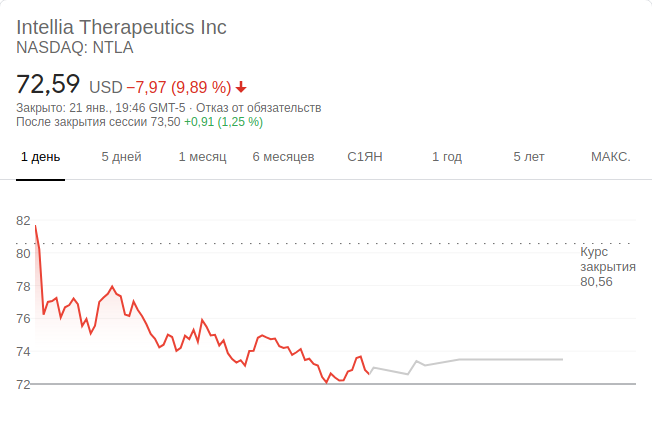 Intellia Therapeutics Inc
NASDAQ: NTLA
72,59 USD −7,97 (9,89 %)
Закрыто: 21 янв., 19:46 GMT-5 · Отказ от обязательств
После закрытия сессии 73,50 +0,91 (1,25 %)
1 день 5 дней 1 месяц 6 месяцев С1ЯН 1 год 5 лет МАКС.
82
80
78
76
74
72
Курс
закрытия
80,56